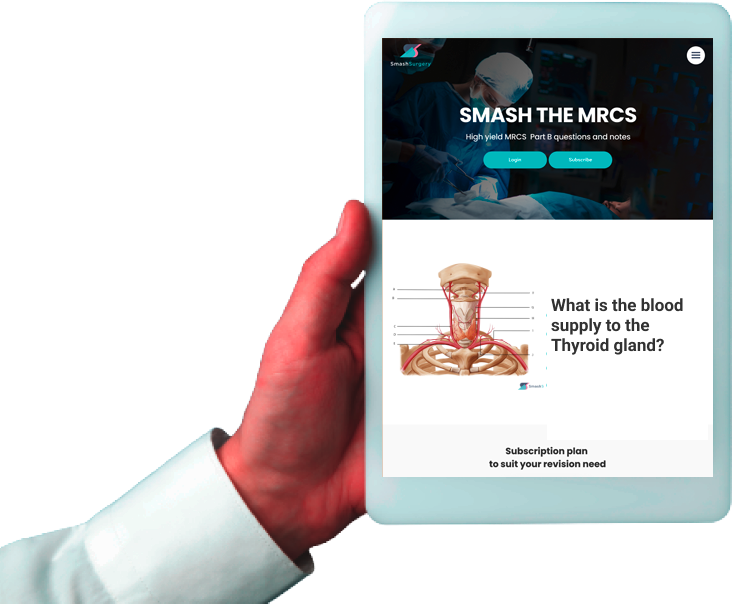 SmashSurgery
SMASH THE MRCS
High yield MRCS Part B questions and notes
Login
Subscribe
What is the blood
supply to the
Thyroid gland?
Subscription plan
to suit your revision need